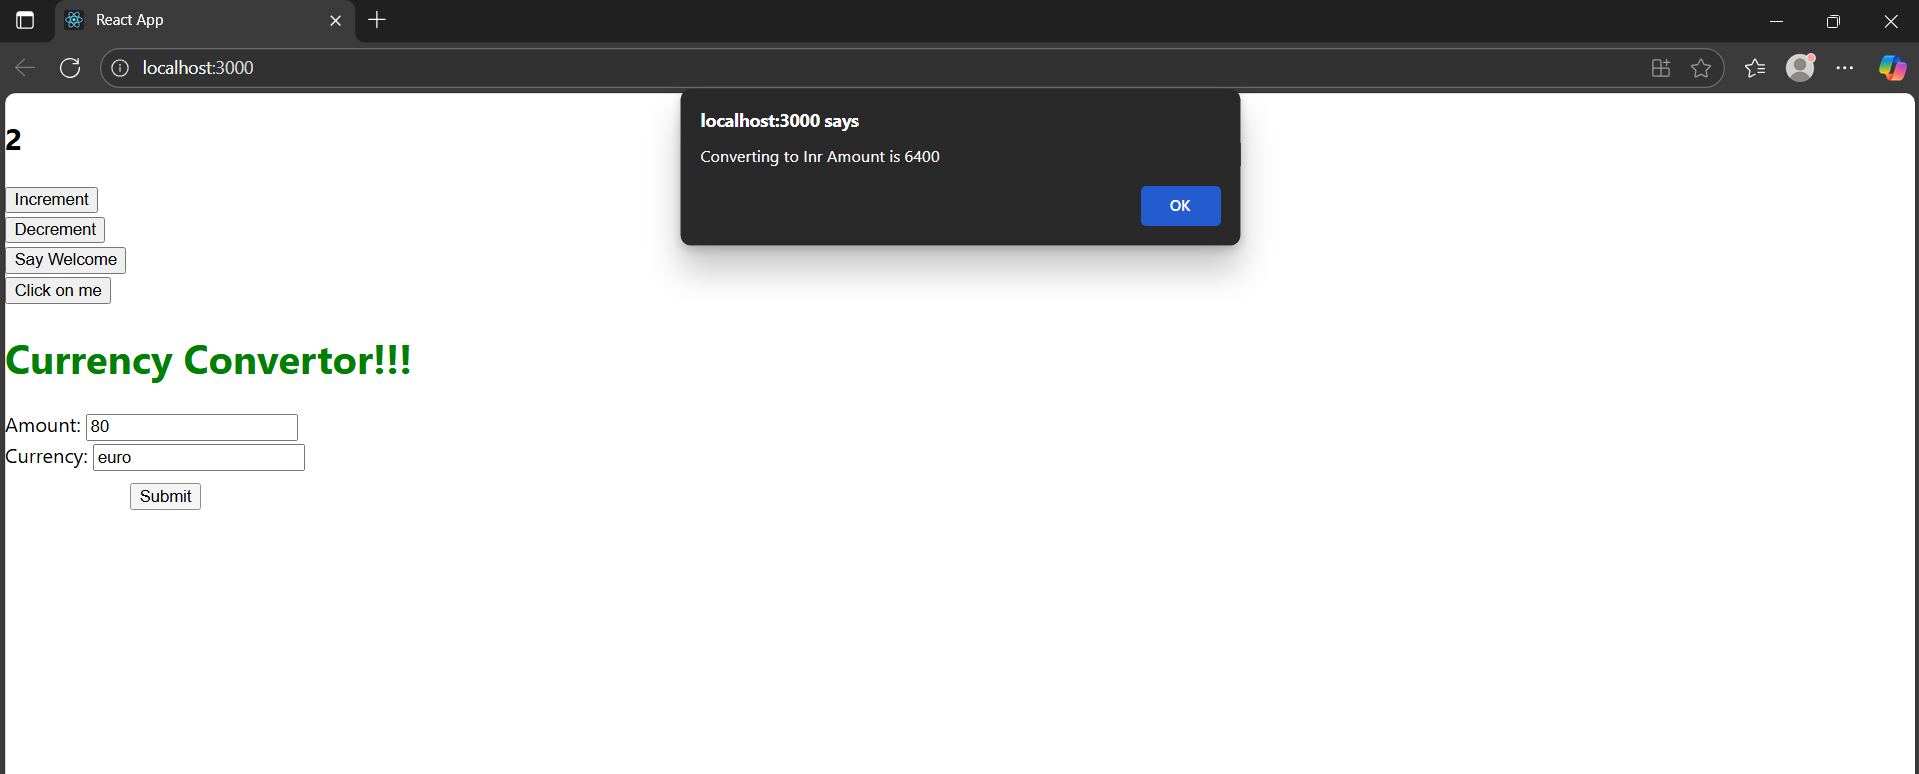 React App
localhost:3000
localhost:3000 says
Converting to Inr Amount is 6400
OK
2
Increment
Decrement
Say Welcome
Click on me
Currency Convertor!!!
Amount: 80
Currency: euro
Submit